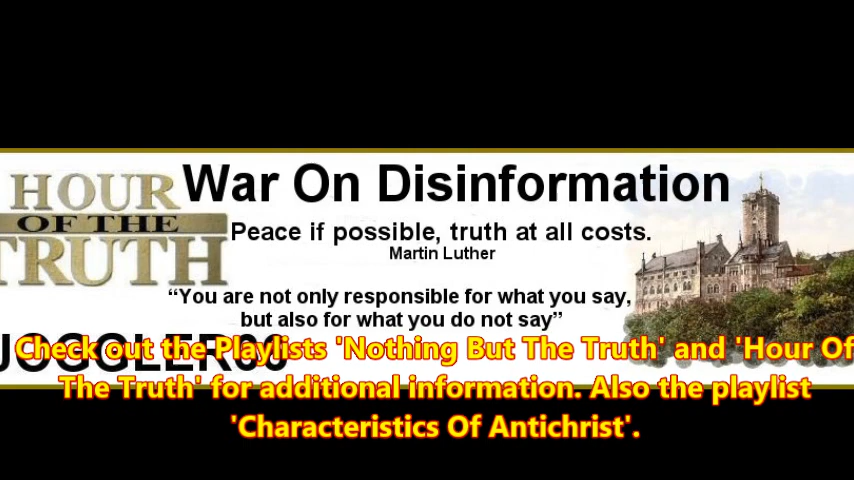 HOUR
OF THE
TRUTH
War On Disinformation
Peace if possible, truth at all costs.
Martin Luther
“You are not only responsible for what you say,
but also for what you do not say”
JOGGLER66
Check out the Playlists 'Nothing But The Truth' and 'Hour Of
The Truth' for additional information. Also the playlist
'Characteristics Of Antichrist'.